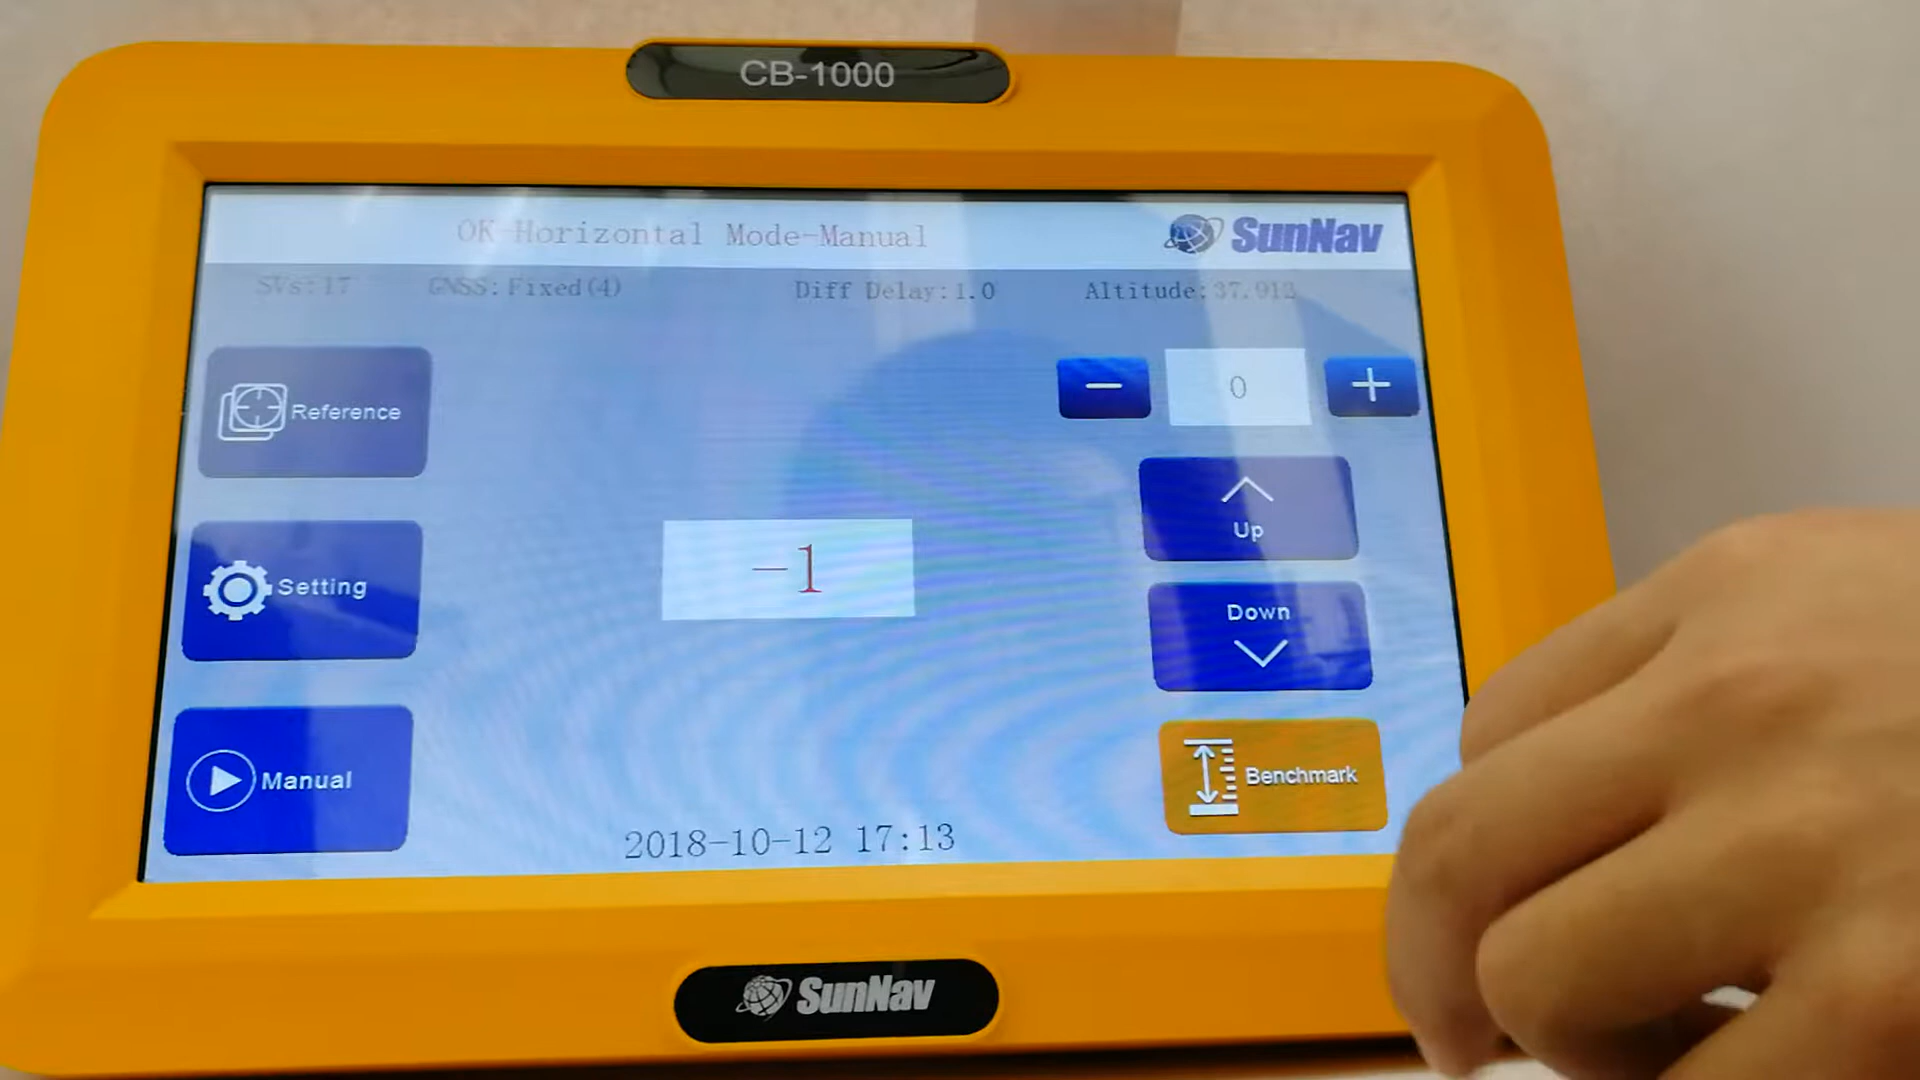 CB-1000
OK-Horizontal Mode-Manual
SunNav
SVs:17 GNSS:Fixed(4) Diff Delay:1.0 Altitude:37.913
Reference
0
Up
Setting
-1
Down
Manual
Benchmark
2018-10-12 17:13
SunNav